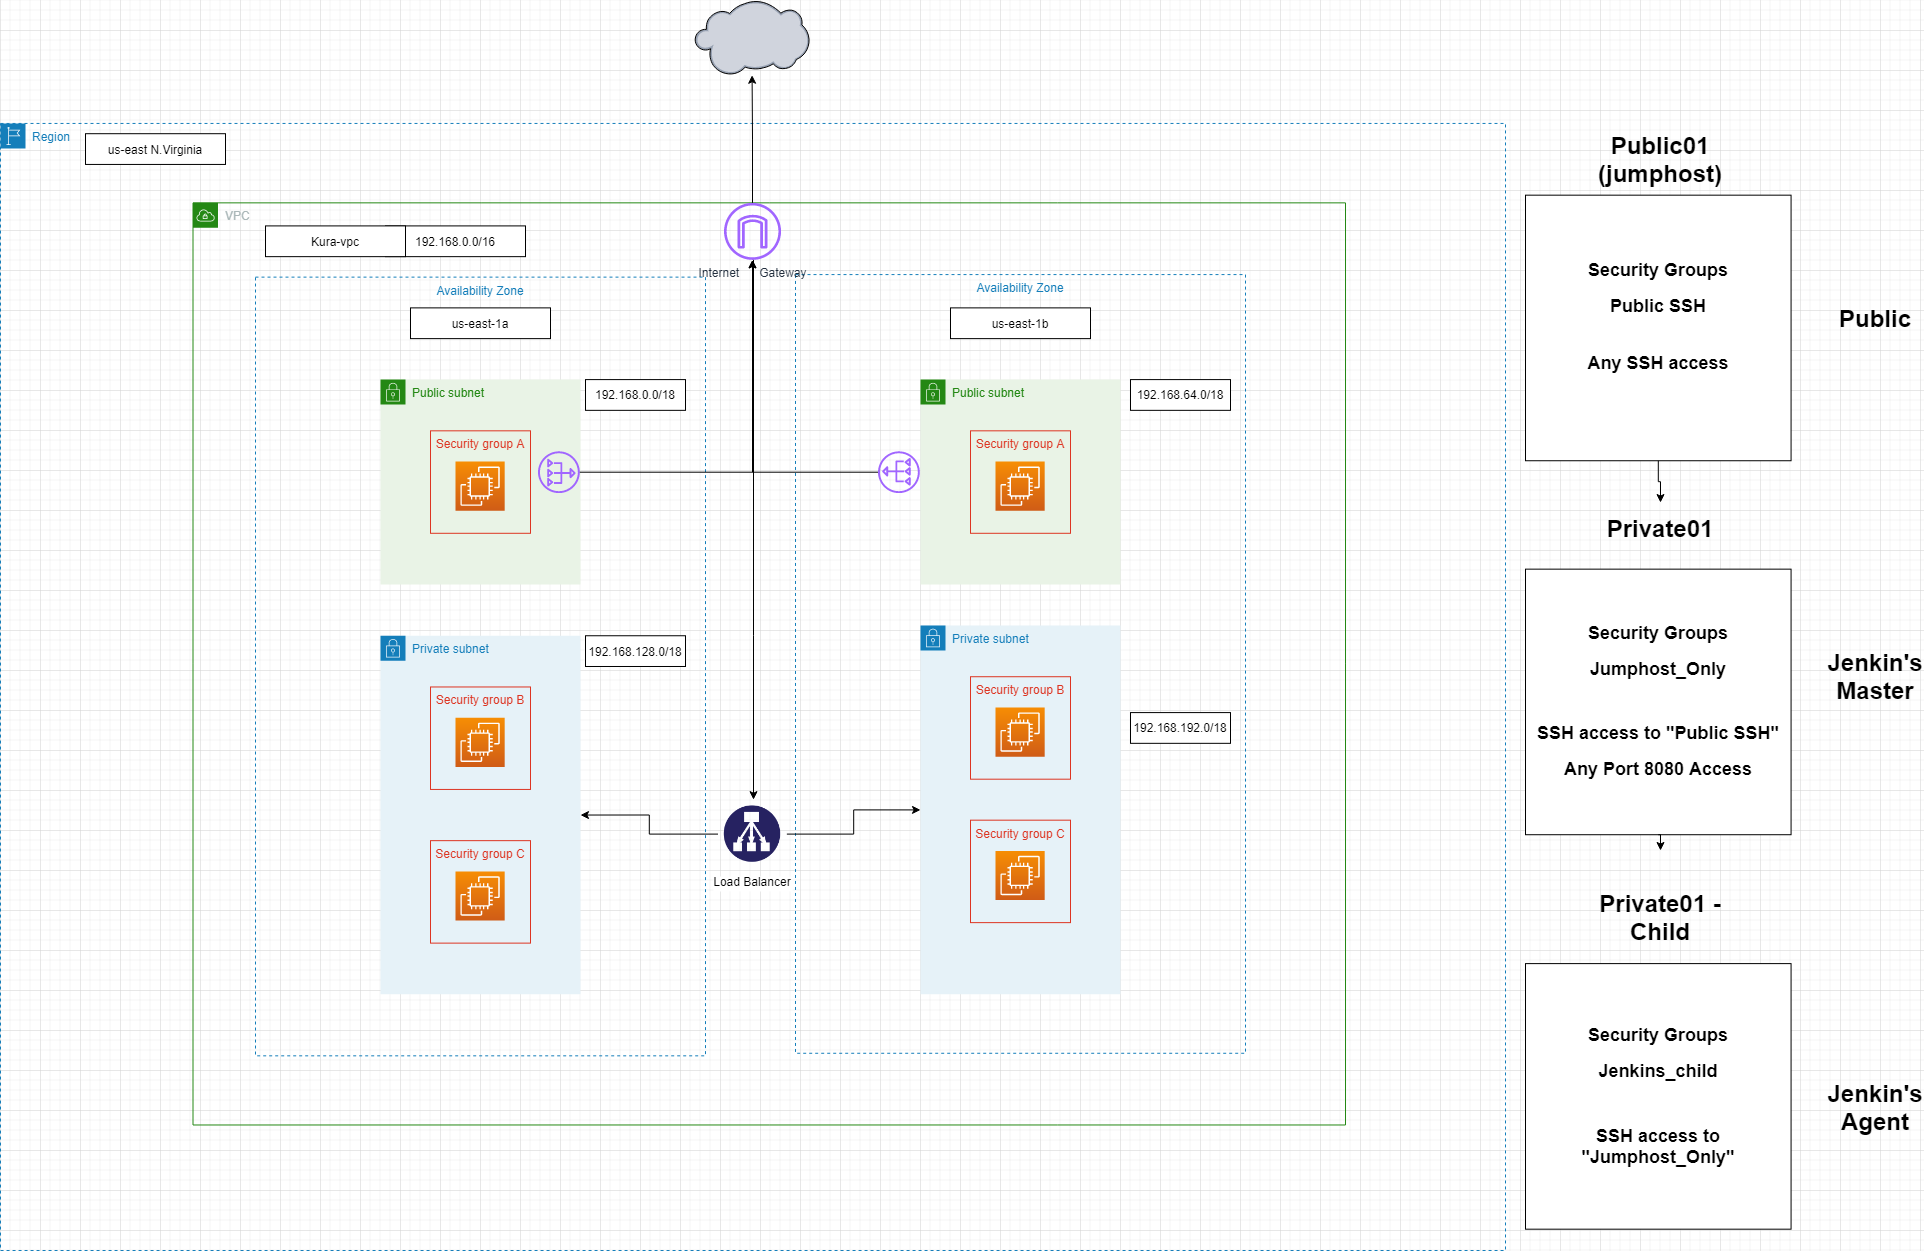 Region
us-east N.Virginia
VPC
Kura-vpc
192.168.0.0/16
Internet Gateway
Availability Zone
us-east-1a
Public subnet
192.168.0.0/18
Security group A
Private subnet
192.168.128.0/18
Security group B
Security group C
Availability Zone
us-east-1b
Public subnet
192.168.64.0/18
Security group A
Private subnet
Security group B
192.168.192.0/18
Security group C
Load Balancer
Public01
(jumphost)
Security Groups
Public SSH
Any SSH access
Public
Private01
Security Groups
Jumphost_Only
SSH access to "Public SSH"
Any Port 8080 Access
Jenkin's
Master
Private01 -
Child
Security Groups
Jenkins_child
SSH access to
"Jumphost_Only"
Jenkin's
Agent